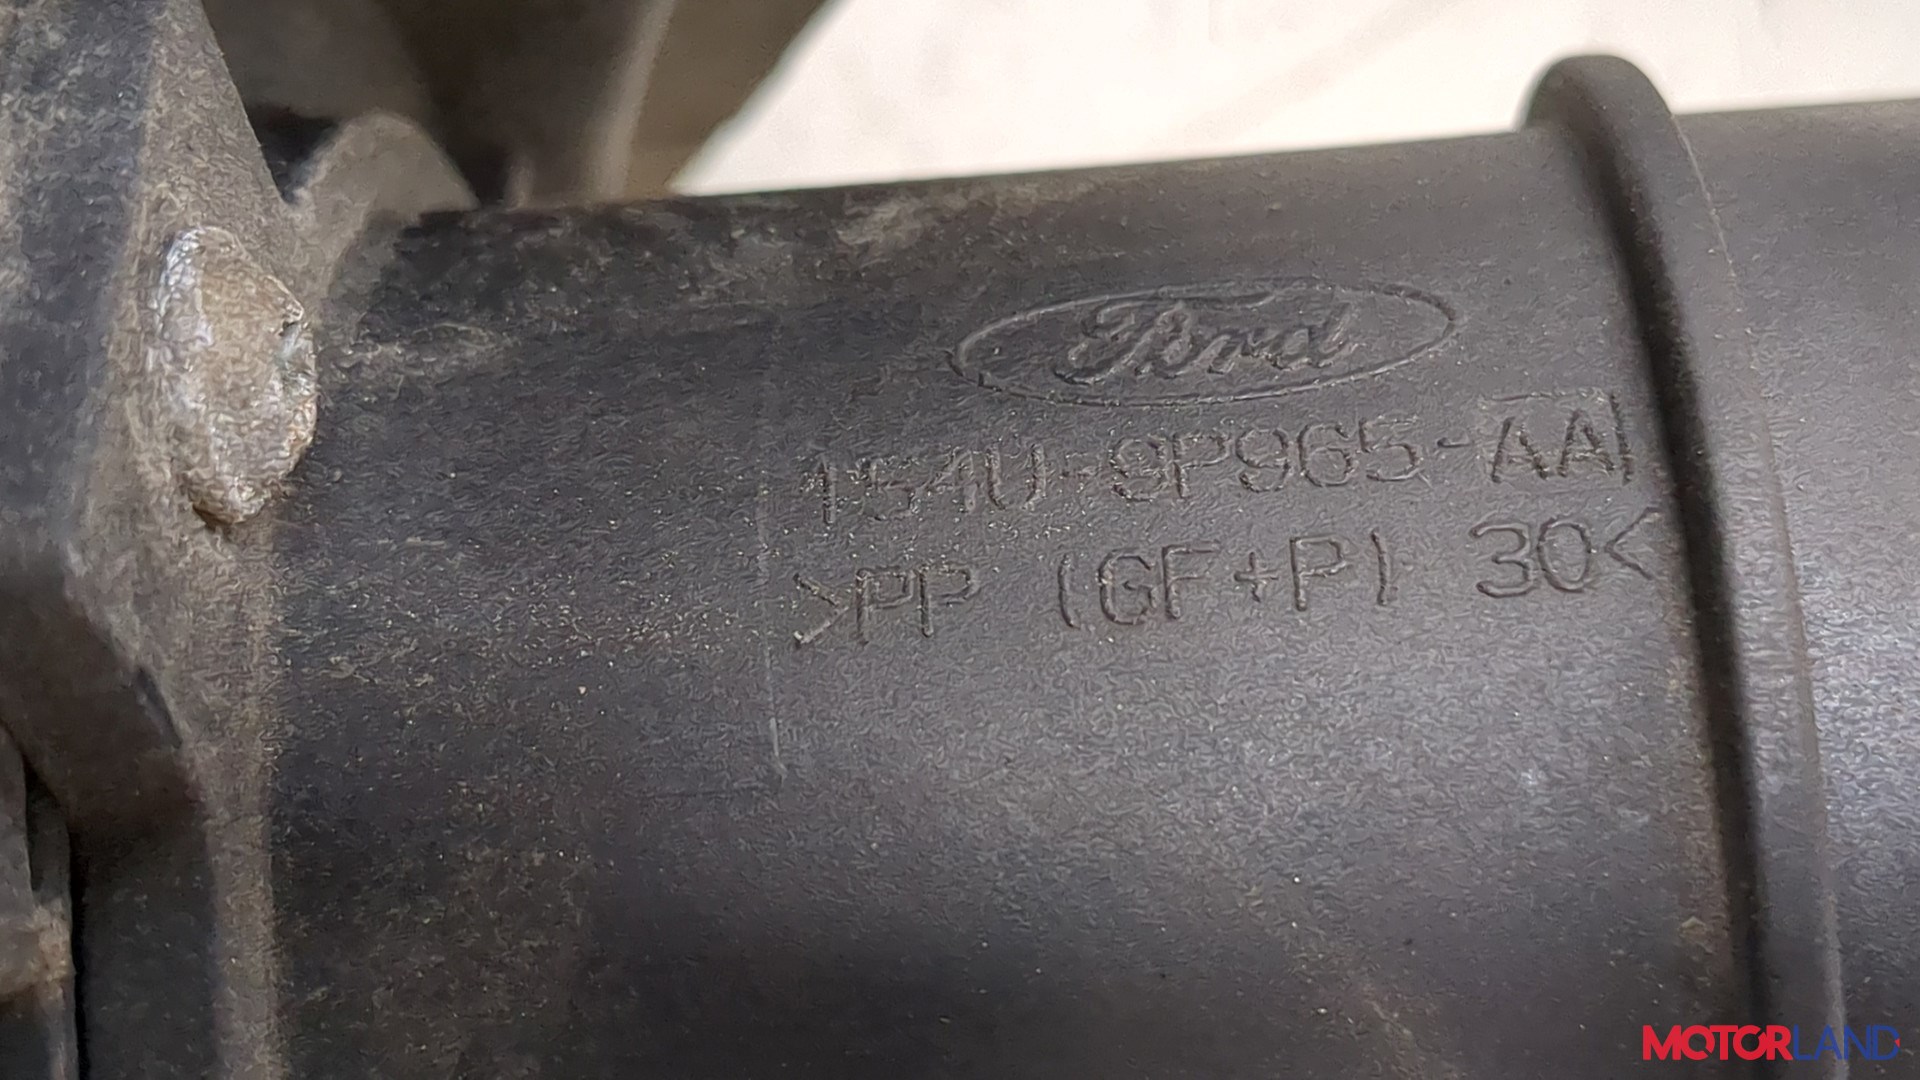 Ford
1S4U-9P965-AA
>PP (GF+P) 30<
MOTORLAND